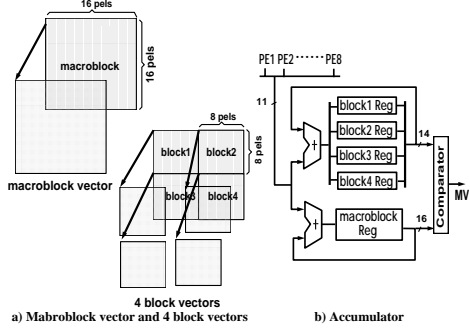 16 pels
macroblock
16 pels
macroblock vector
8 pels
block1
block2
8 pels
block3
block4
4 block vectors
a) Mabroblock vector and 4 block vectors
PE1 PE2 ······· PE8
11
block1 Reg
block2 Reg
block3 Reg
block4 Reg
+
14
Comparator
MV
16
macroblock
Reg
+
b) Accumulator